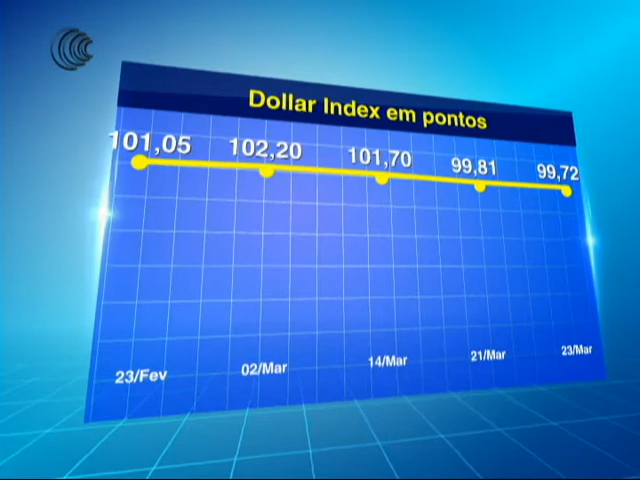 Dollar Index em pontos
101,05 102,20 101,70 99,81 99,72
23/Fev 02/Mar 14/Mar 21/Mar 23/Mar